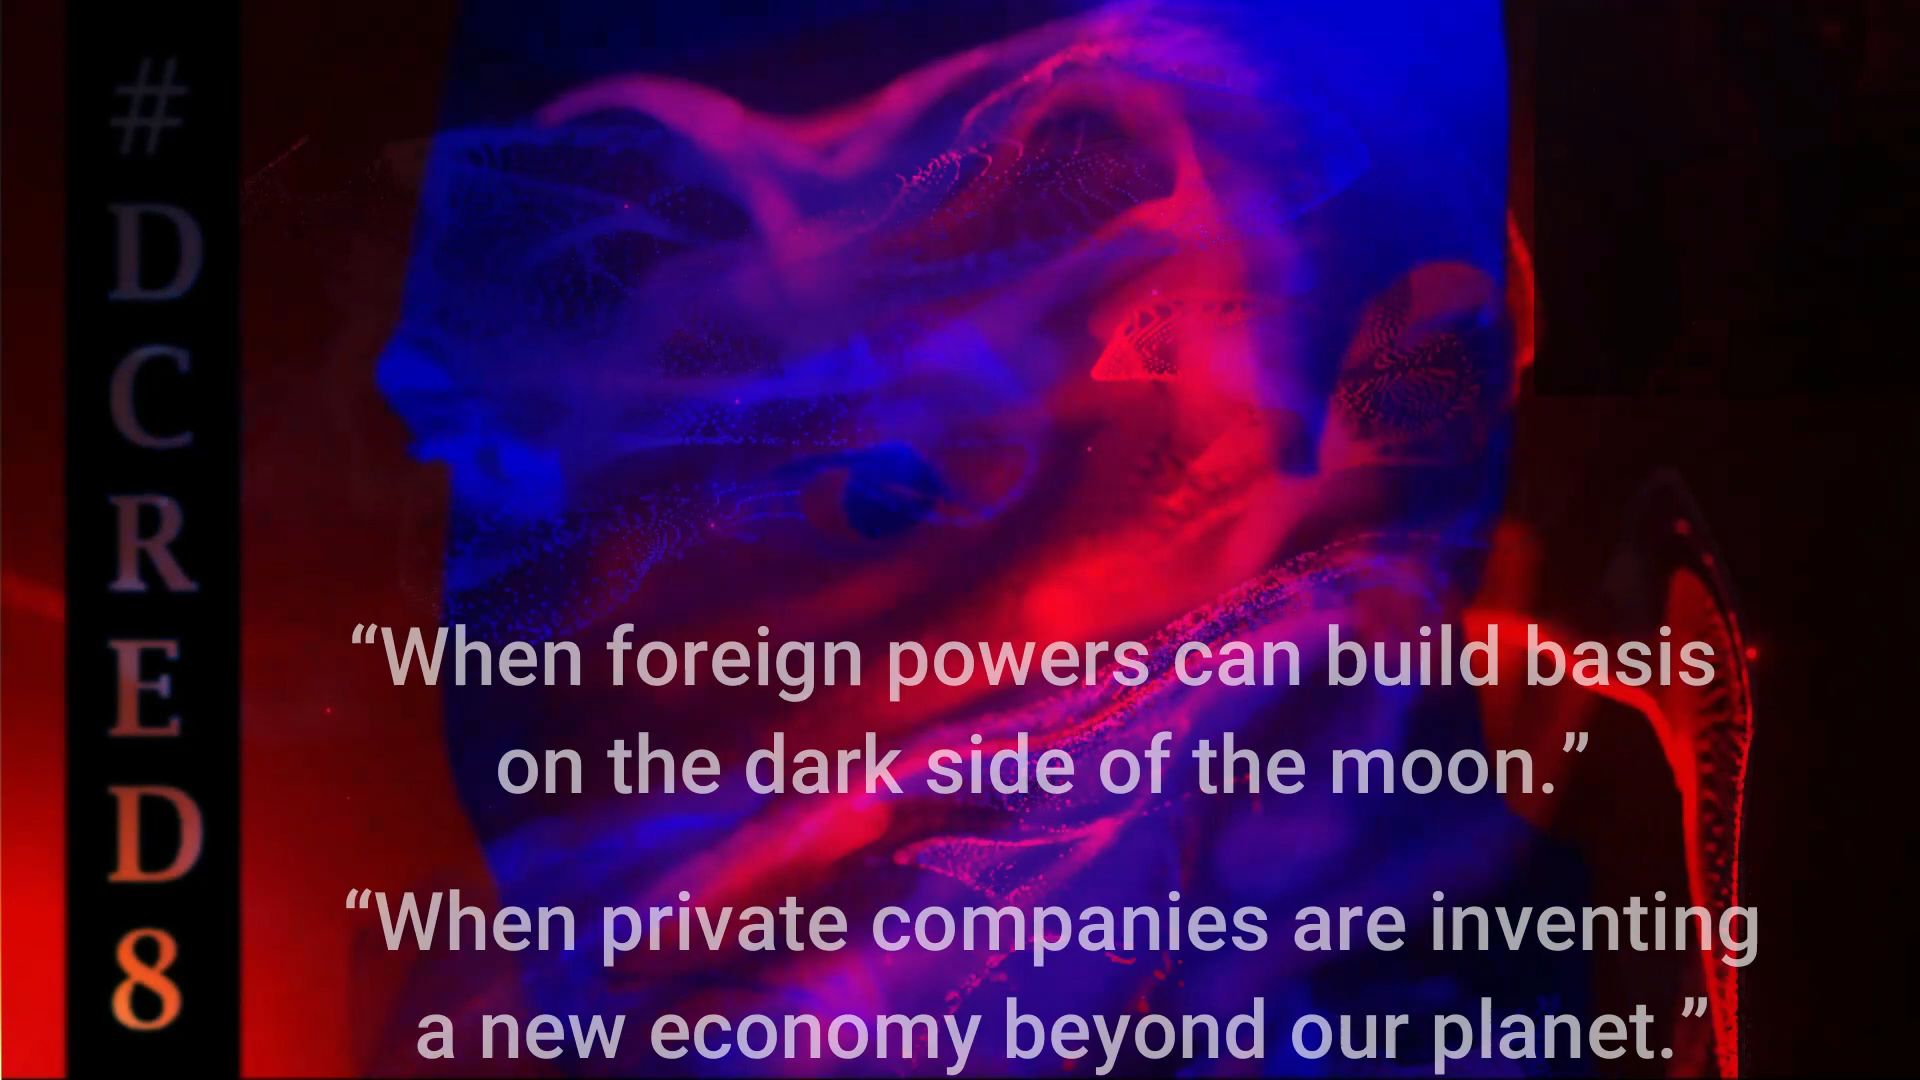 #DCRED8
“When foreign powers can build basis
on the dark side of the moon.”
“When private companies are inventing
a new economy beyond our planet.”